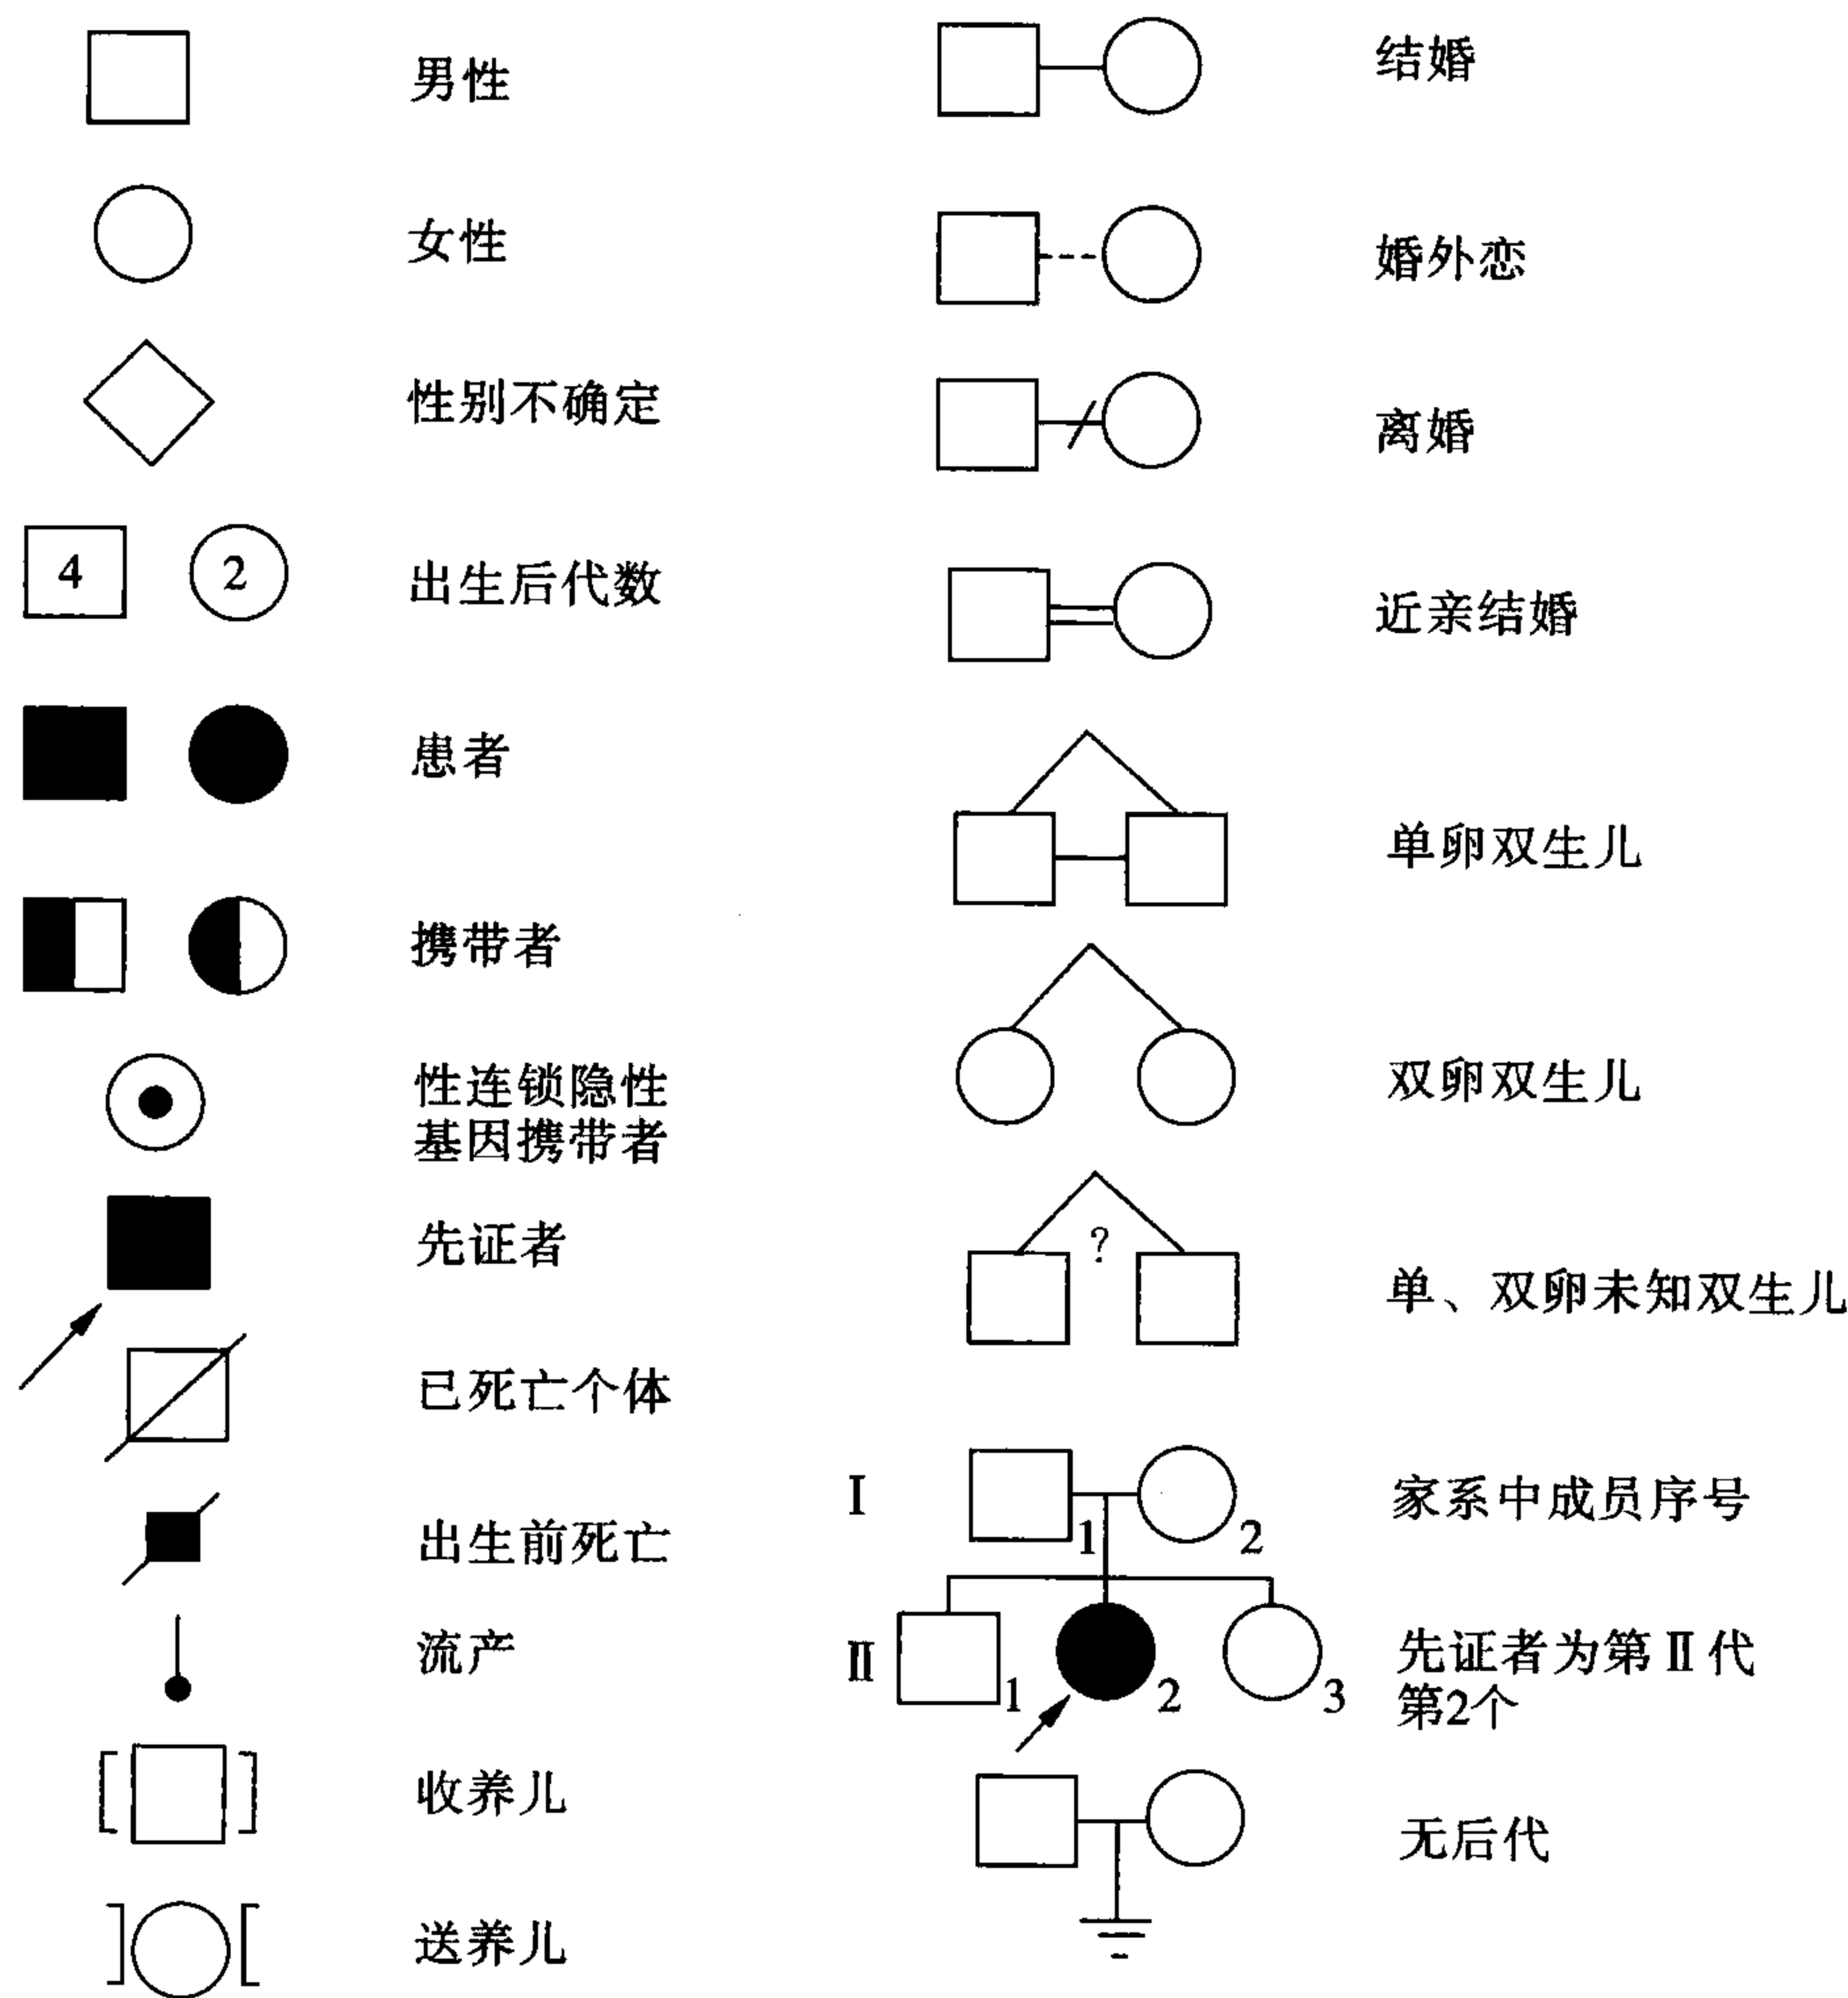 男性
女性
性别不确定
4 2 出生后代数
患者
携带者
性连锁隐性
基因携带者
先证者
已死亡个体
出生前死亡
流产
收养儿
送养儿
结婚
婚外恋
离婚
近亲结婚
单卵双生儿
双卵双生儿
?
单、双卵未知双生儿
I 1 2 家系中成员序号
II 1 2 3 先证者为第II代
第2个
无后代